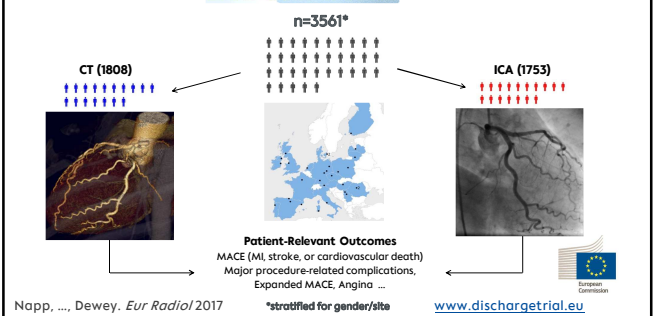 n=3561*
CT (1808)
ICA (1753)
Patient-Relevant Outcomes
MACE (MI, stroke, or cardiovascular death)
Major procedure-related complications,
Expanded MACE, Angina ...
European
Commission
Napp, ..., Dewey. Eur Radiol 2017
*stratified for gender/site
www.dischargetrial.eu